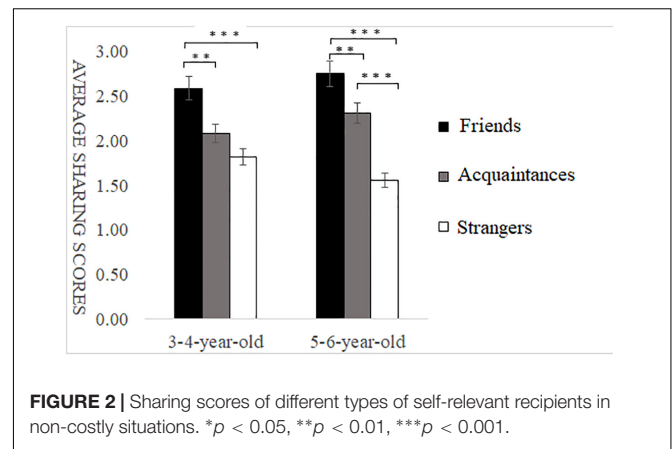 * * *
* *
* * *
* *
* * *
AVERAGE SHARING SCORES
3.00
2.50
2.00
1.50
1.00
0.50
0.00
Friends
Acquaintances
Strangers
3-4-year-old
5-6-year-old
FIGURE 2 | Sharing scores of different types of self-relevant recipients in
non-costly situations. *p < 0.05, **p < 0.01, ***p < 0.001.